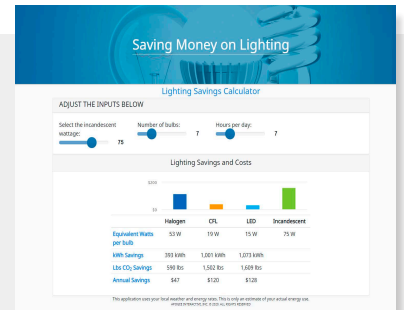 Saving Money on Lighting
Lighting Savings Calculator
ADJUST THE INPUTS BELOW
Select the incandescent wattage:
75
Number of bulbs:
7
Hours per day:
7
Lighting Savings and Costs
$200
$0
Halogen CFL LED Incandescent
Equivalent Watts per bulb 53 W 19 W 15 W 75 W
kWh Savings 393 kWh 1,001 kWh 1,073 kWh
Lbs CO₂ Savings 590 lbs 1,502 lbs 1,609 lbs
Annual Savings $47 $120 $128
This application uses your local weather and energy rates. This is only an estimate of your actual energy use.